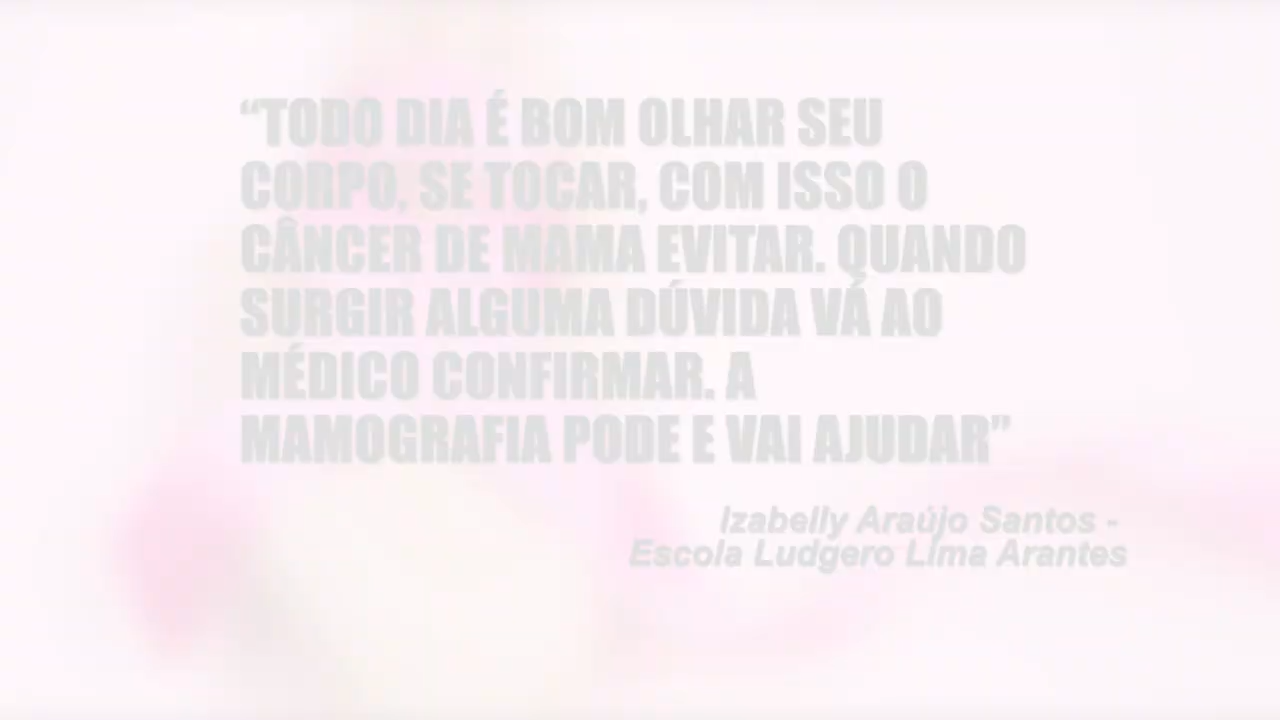 “TODO DIA É BOM OLHAR SEU
CORPO, SE TOCAR, COM ISSO O
CÂNCER DE MAMA EVITAR. QUANDO
SURGIR ALGUMA DÚVIDA VÁ AO
MÉDICO CONFIRMAR. A
MAMOGRAFIA PODE E VAI AJUDAR”
Izabelly Araújo Santos -
Escola Ludgero Lima Arantes